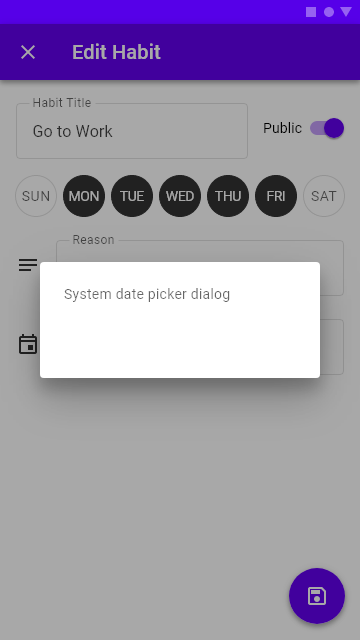 Edit Habit
Habit Title
Go to Work
Public
SUN MON TUE WED THU FRI SAT
Reason
System date picker dialog